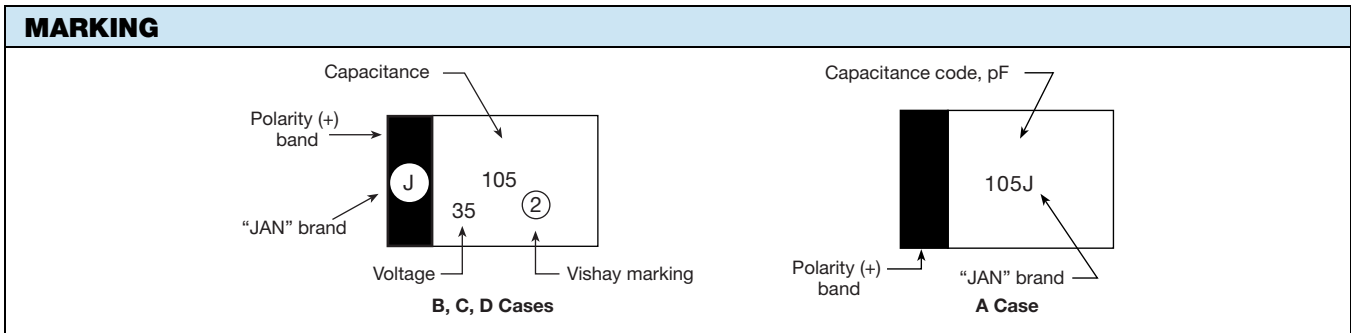 MARKING
Capacitance
Polarity (+)
band
J
105
35
2
"JAN" brand
Voltage
Vishay marking
B, C, D Cases
Capacitance code, pF
105J
Polarity (+)
band
"JAN" brand
A Case